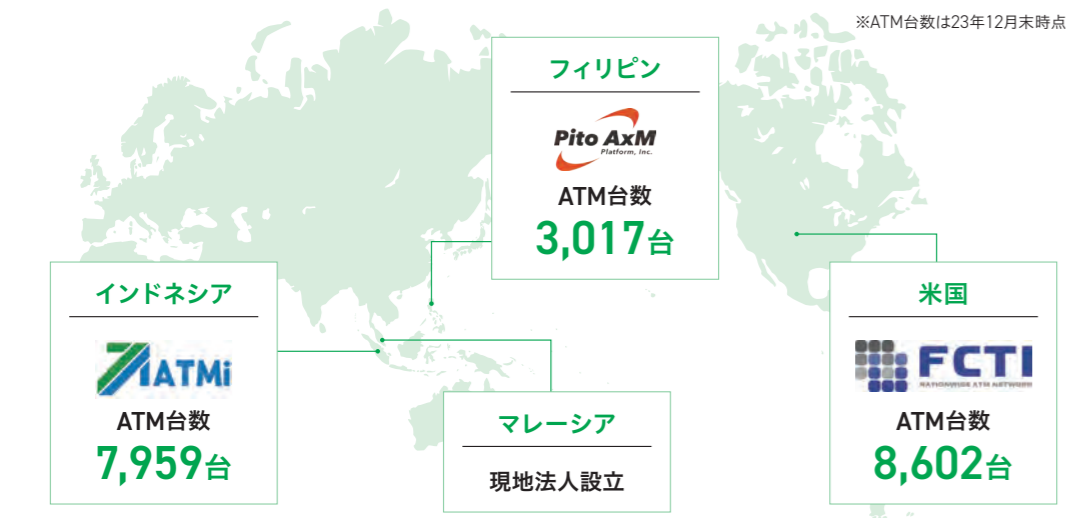 ※ATM台数は23年12月末時点
フィリピン
Pito AxM
Platform, Inc.
ATM台数
3,017台
インドネシア
ATMi
ATM台数
7,959台
マレーシア
現地法人設立
米国
FCTI
NATIONWIDE ATM NETWORK
ATM台数
8,602台